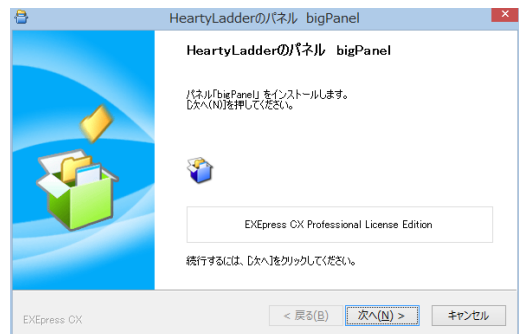 HeartyLadderのパネル bigPanel
HeartyLadderのパネル bigPanel
パネル「bigPanel」をインストールします。
[次へ(N)]を押してください。
EXEpress CX Professional License Edition
続行するには、[次へ]をクリックしてください。
EXEpress CX
< 戻る(B)
次へ(N) >
キャンセル